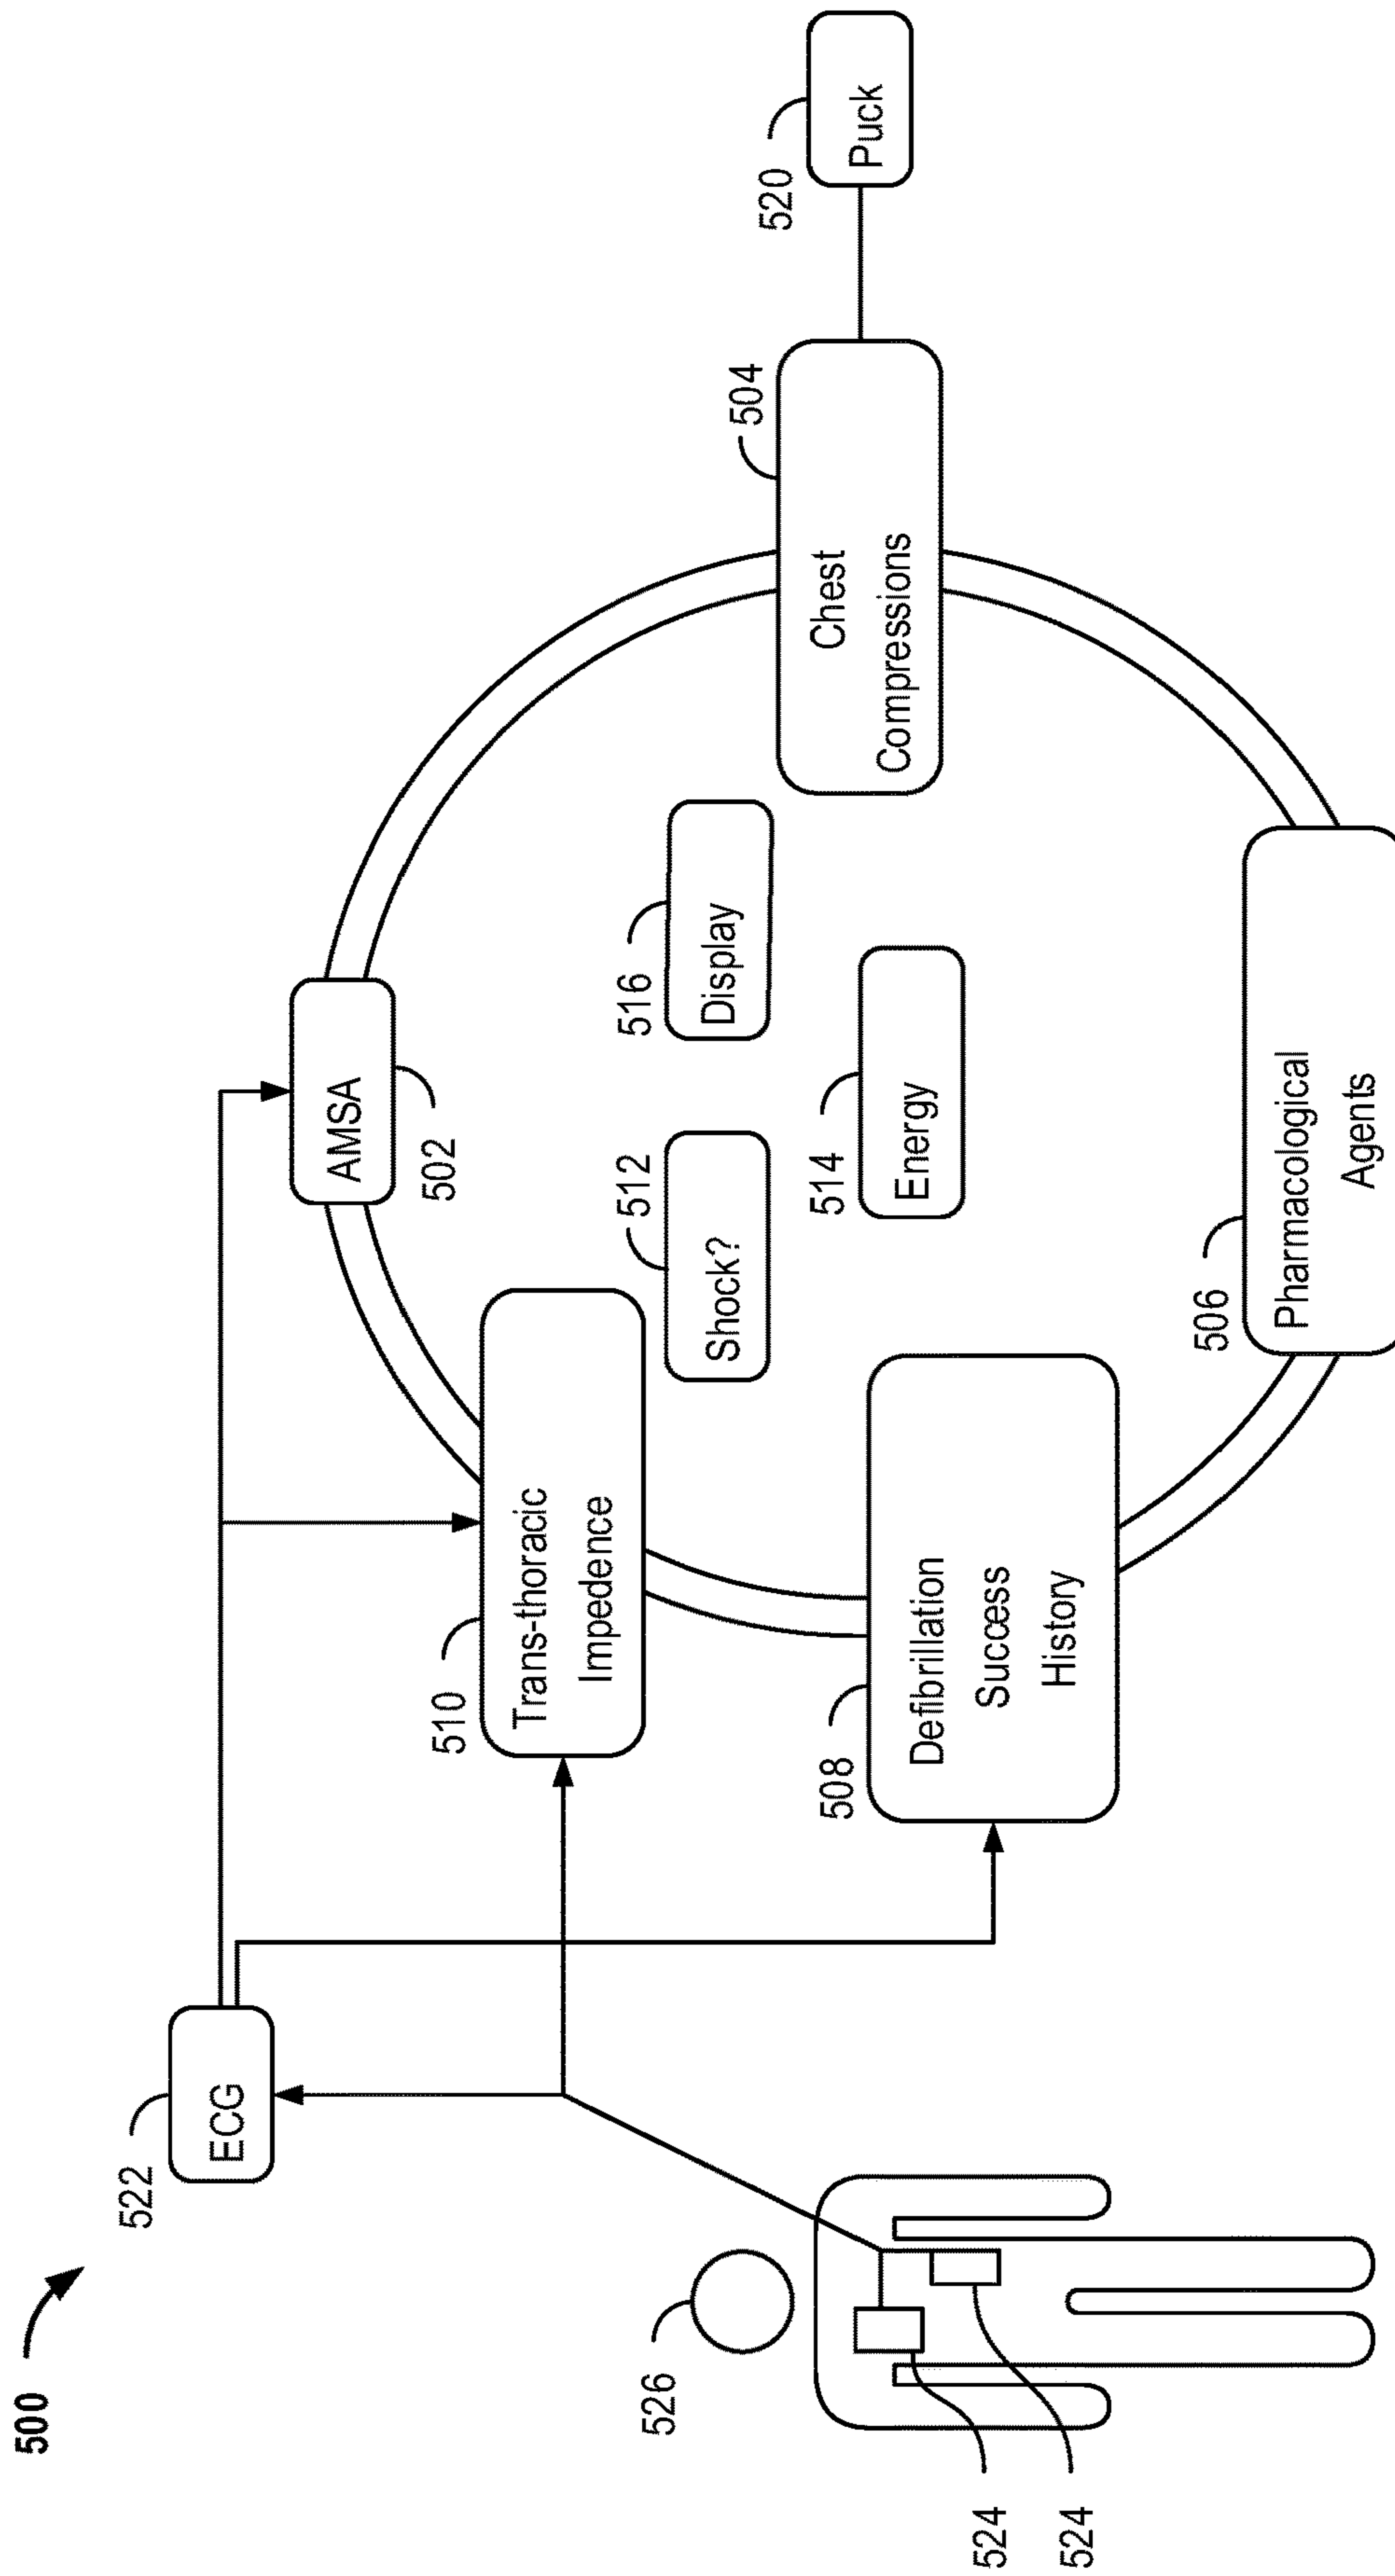 500
522
ECG
AMSA
502
510
Trans-thoracic
Impedence
512
Shock?
516
Display
514
Energy
504
Chest
Compressions
520
Puck
508
Defibrillation
Success
History
506
Pharmacological
Agents
526
524
524